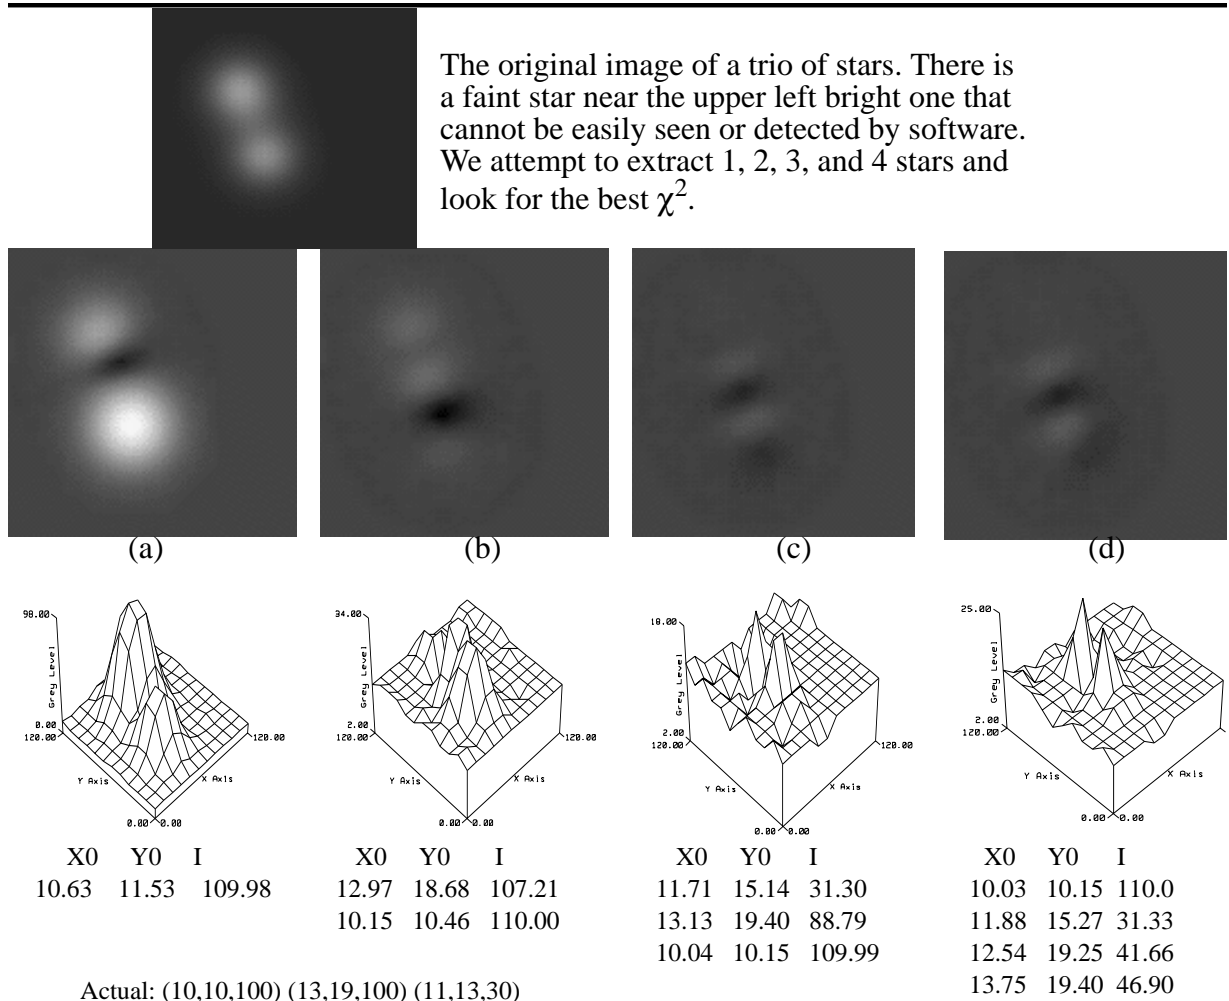 The original image of a trio of stars. There is
a faint star near the upper left bright one that
cannot be easily seen or detected by software.
We attempt to extract 1, 2, 3, and 4 stars and
look for the best χ².
(a) (b) (c) (d)
98.00
Grey Level
0.00
120.00
120.00
Y Axis
X Axis
0.00 0.00
34.00
Grey Level
2.00
120.00
120.00
Y Axis
X Axis
0.00 0.00
18.00
Grey Level
2.00
120.00
120.00
Y Axis
X Axis
0.00 0.00
25.00
Grey Level
2.00
120.00
Y Axis
X Axis
0.00 0.00
X0 Y0 I
10.63 11.53 109.98
X0 Y0 I
12.97 18.68 107.21
10.15 10.46 110.00
X0 Y0 I
11.71 15.14 31.30
13.13 19.40 88.79
10.04 10.15 109.99
X0 Y0 I
10.03 10.15 110.0
11.88 15.27 31.33
12.54 19.25 41.66
13.75 19.40 46.90
Actual: (10,10,100) (13,19,100) (11,13,30)